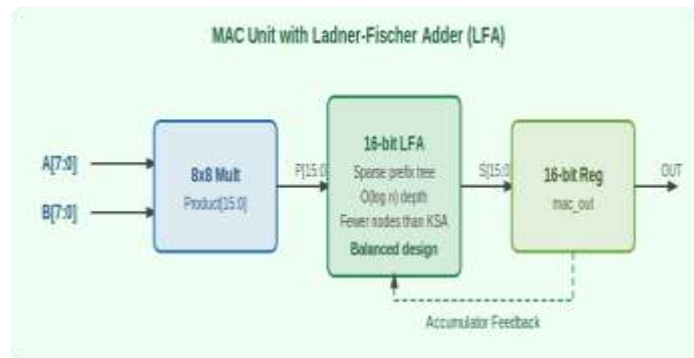 MAC Unit with Ladner-Fischer Adder (LFA)
A[7:0]
B[7:0]
8x8 Mult
Product[15:0]
P[15:0
16-bit LFA
Sparse prefix tree
O(log n) depth
Fewer nodes than KSA
Balanced design
S[15:0
16-bit Reg
mac_out
OUT
Accumulator Feedback